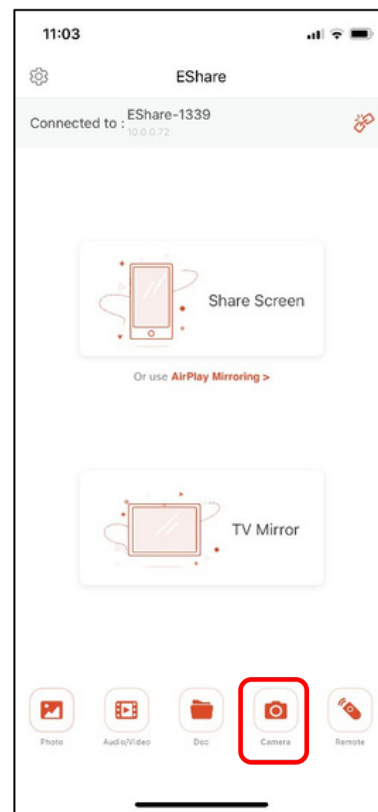 11:03
EShare
Connected to : EShare-1339
10.0.0.72
Share Screen
Or use AirPlay Mirroring >
TV Mirror
Photo Audio/Video Doc Camera Remote